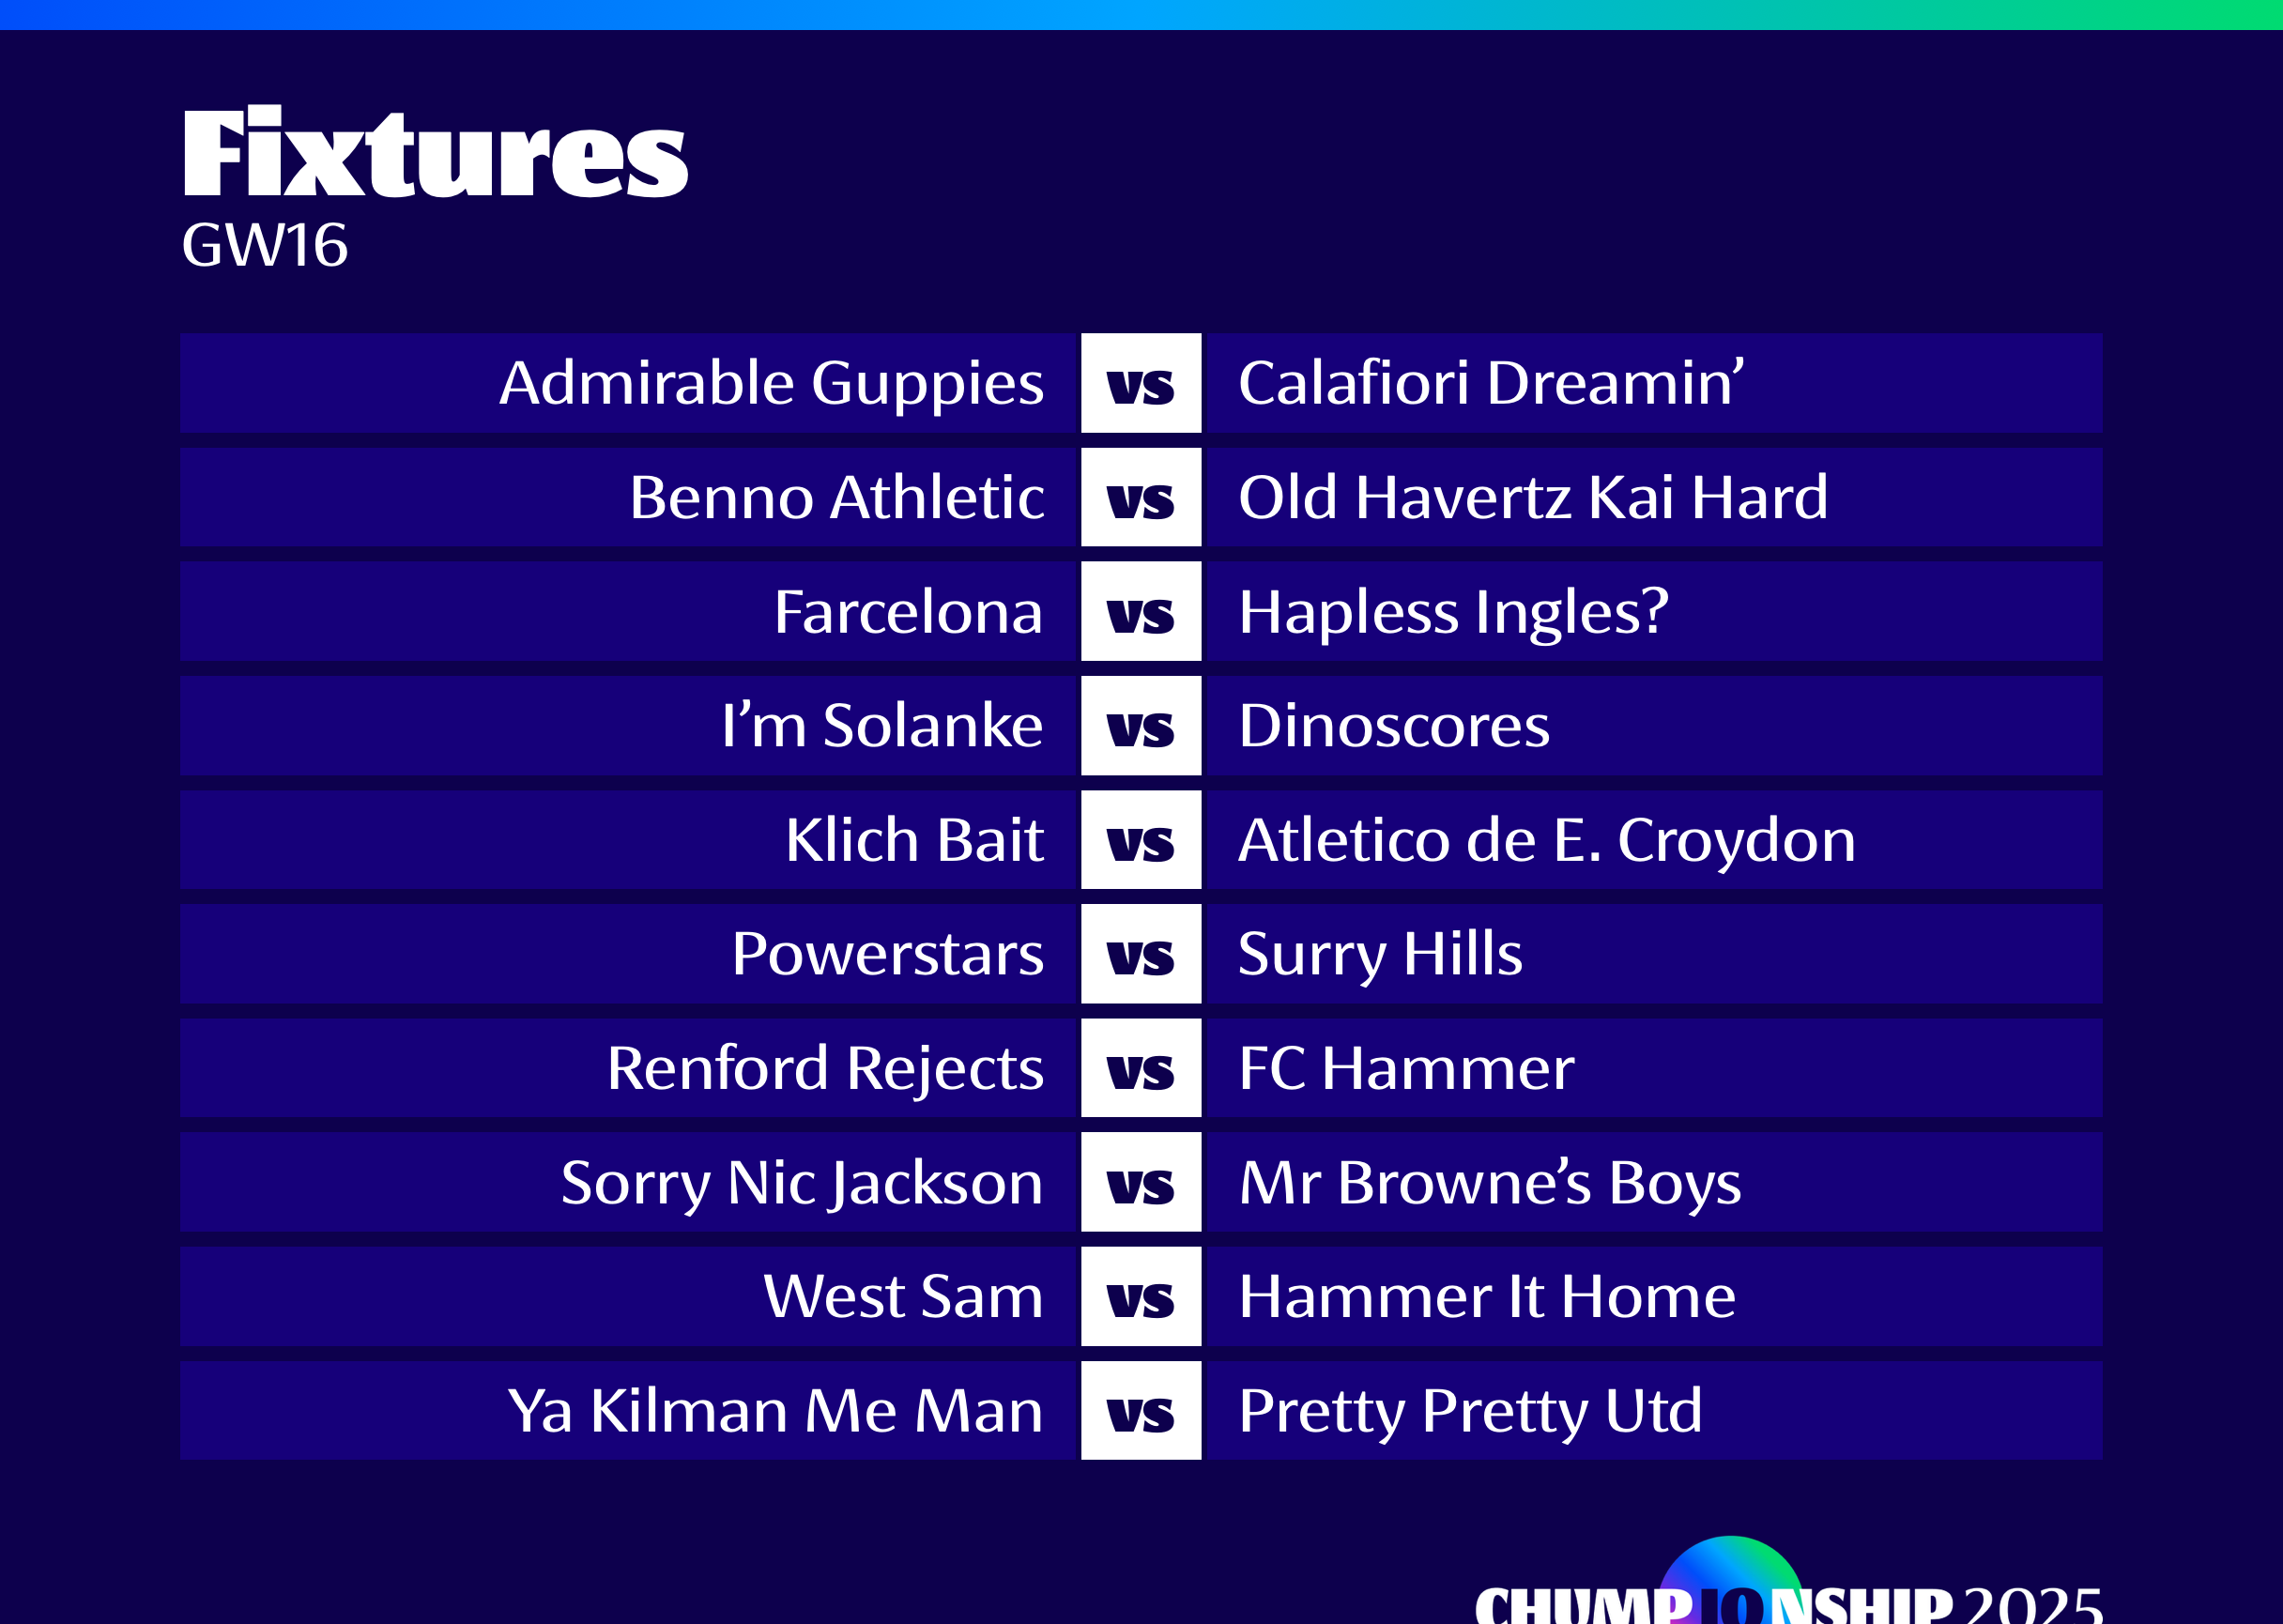 Fixtures
GW16
Admirable Guppies vs Calafiori Dreamin’
Benno Athletic vs Old Havertz Kai Hard
Farcelona vs Hapless Ingles?
I’m Solanke vs Dinoscores
Klich Bait vs Atletico de E. Croydon
Powerstars vs Surry Hills
Renford Rejects vs FC Hammer
Sorry Nic Jackson vs Mr Browne’s Boys
West Sam vs Hammer It Home
Ya Kilman Me Man vs Pretty Pretty Utd
CHUMPIONSHIP 2025